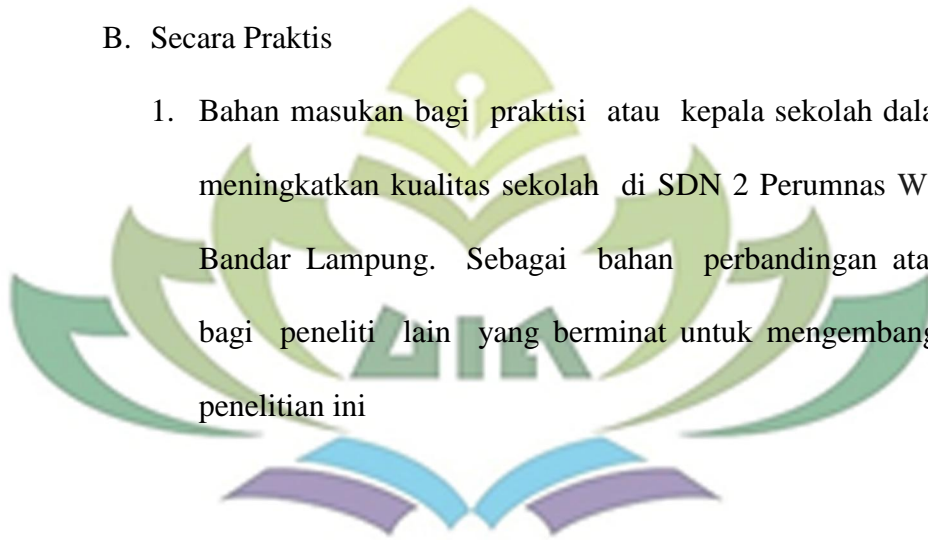 B. Secara Praktis
1. Bahan masukan bagi praktisi atau kepala sekolah dala
meningkatkan kualitas sekolah di SDN 2 Perumnas W
Bandar Lampung. Sebagai bahan perbandingan ata
bagi peneliti lain yang berminat untuk mengembang
penelitian ini